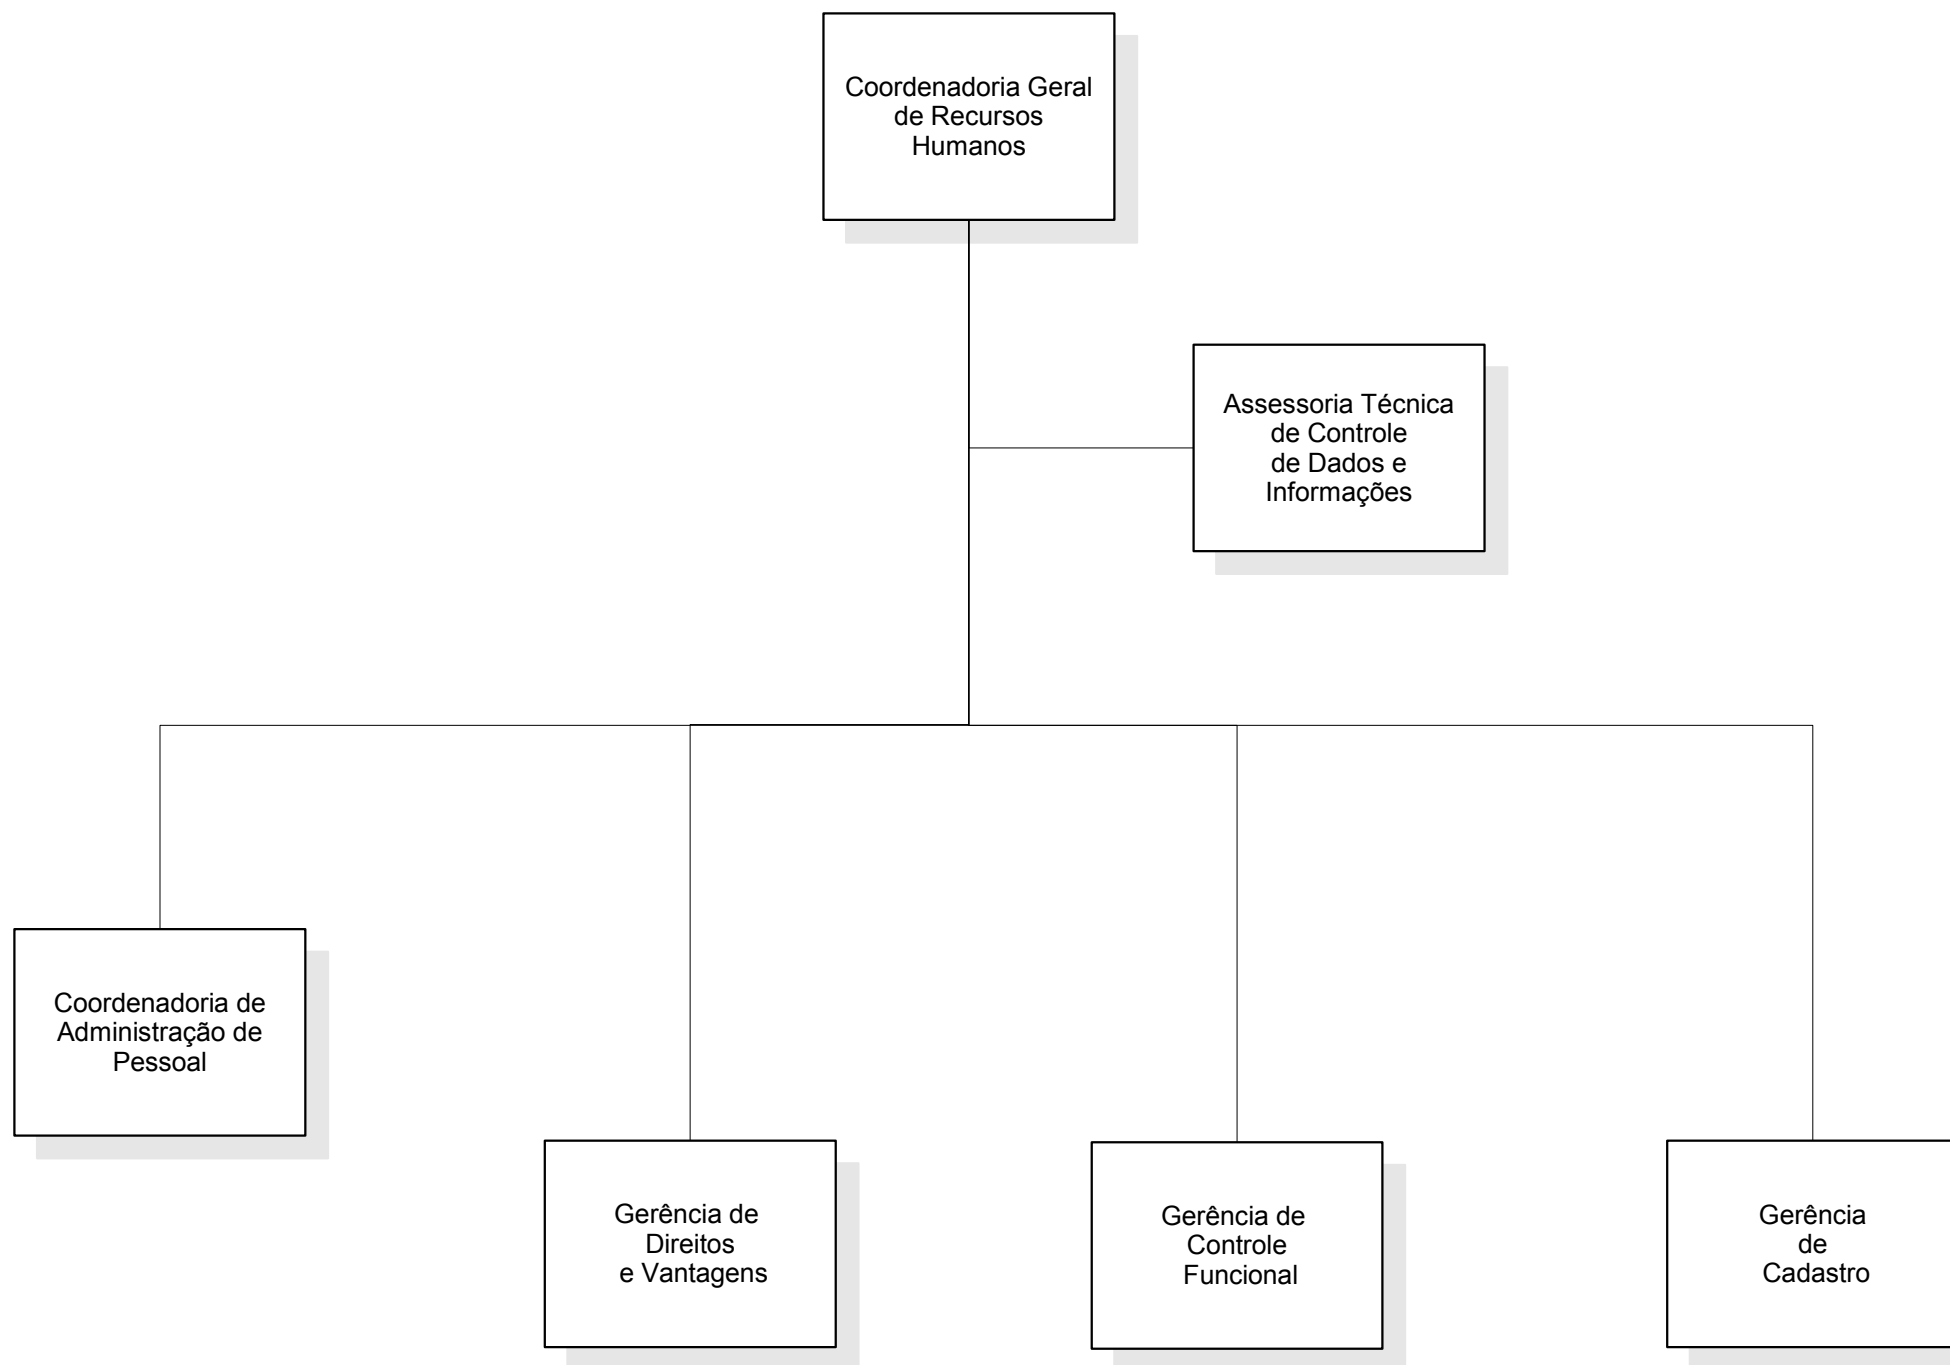 Coordenadoria Geral
de Recursos
Humanos
Assessoria Técnica
de Controle
de Dados e
Informações
Coordenadoria de
Administração de
Pessoal
Gerência de
Direitos
e Vantagens
Gerência de
Controle
Funcional
Gerência
de
Cadastro